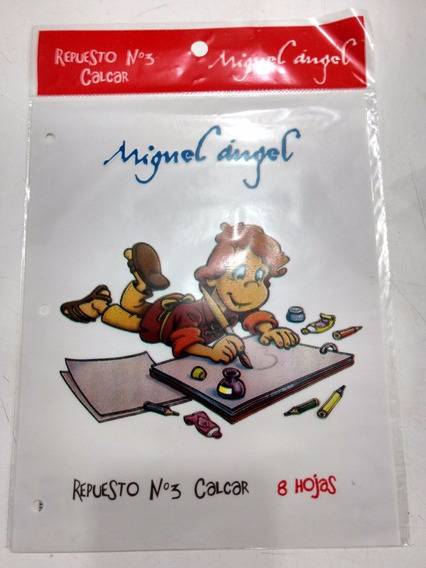 REPUESTO Nº3
CALCAR
Miguel ángel
Miguel ángel
REPUESTO Nº3 CALCAR 8 HOJAS